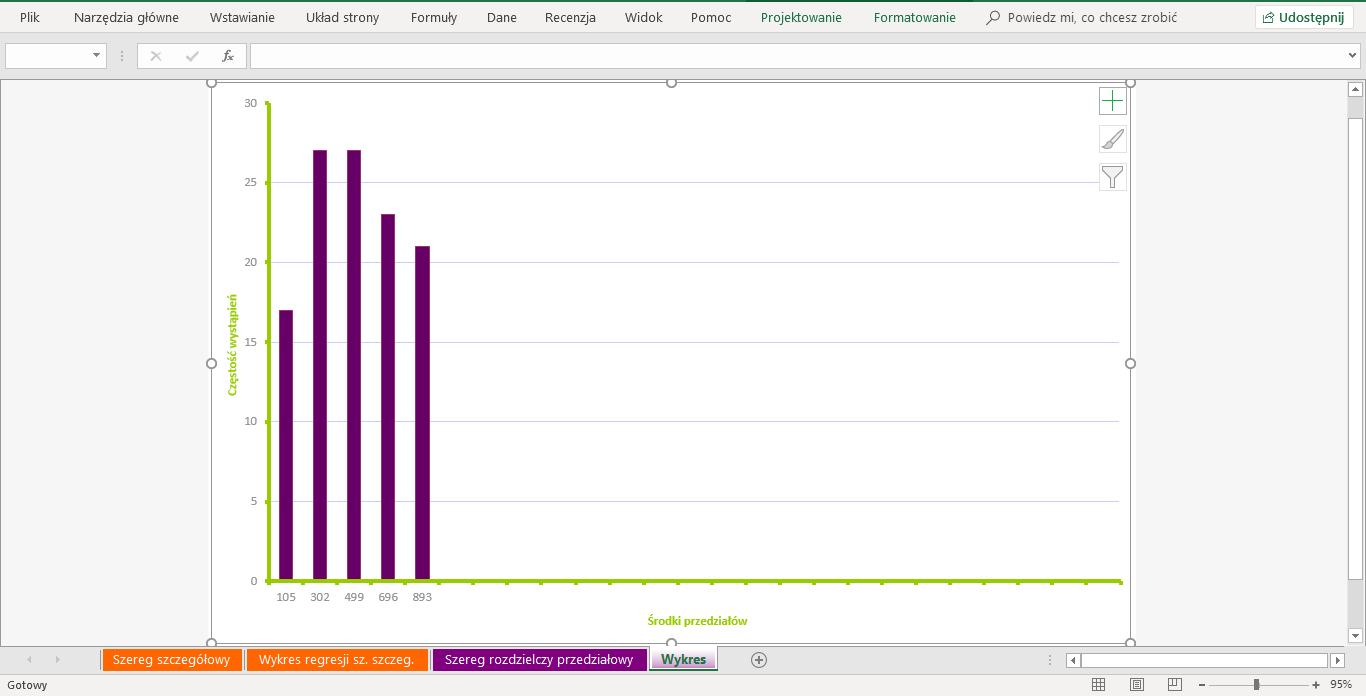 Plik Narzędzia główne Wstawianie Układ strony Formuły Dane Recenzja Widok Pomoc Projektowanie Formatowanie Powiedz mi, co chcesz zrobić Udostępnij
fx
30
25
20
15
10
5
0
Częstość wystąpień
105 302 499 696 893
Środki przedziałów
Szereg szczegółowy Wykres regresji sz. szczeg. Szereg rozdzielczy przedziałowy Wykres
Gotowy 95%